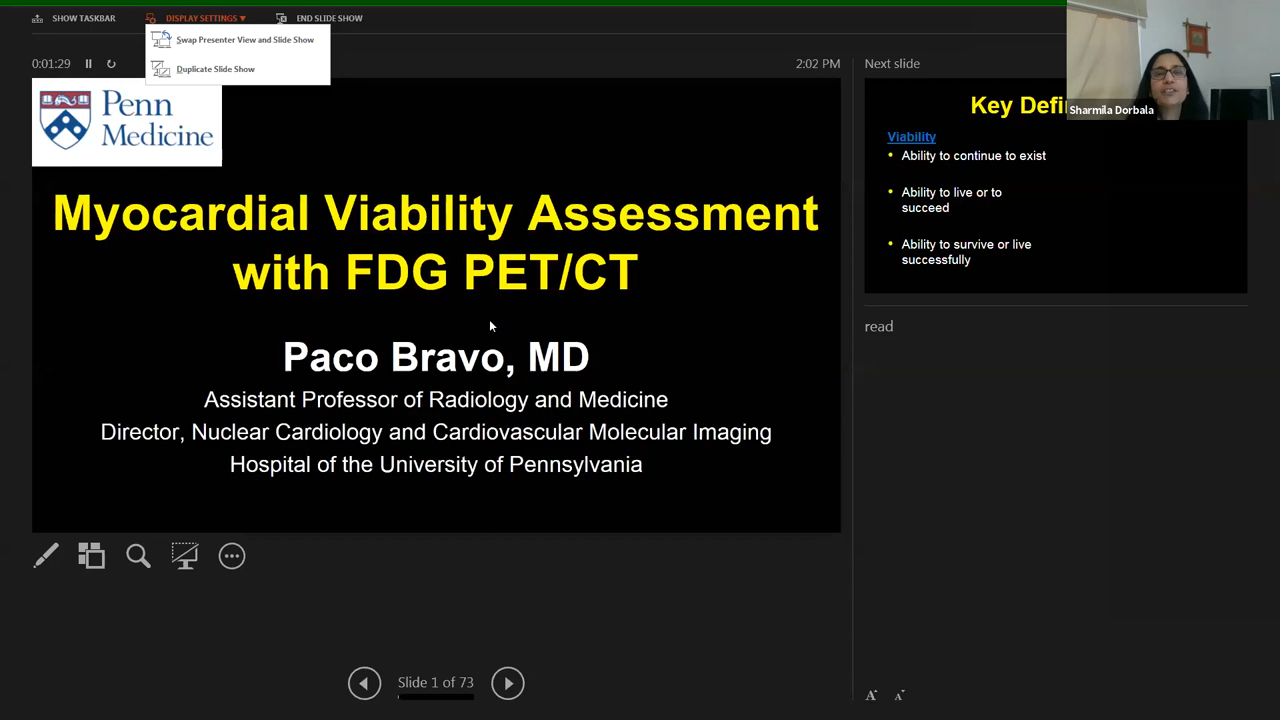 SHOW TASKBAR
DISPLAY SETTINGS ▼
END SLIDE SHOW
Swap Presenter View and Slide Show
Duplicate Slide Show
0:01:29
2:02 PM
Penn
Medicine
Myocardial Viability Assessment
with FDG PET/CT
Paco Bravo, MD
Assistant Professor of Radiology and Medicine
Director, Nuclear Cardiology and Cardiovascular Molecular Imaging
Hospital of the University of Pennsylvania
Slide 1 of 73
Next slide
Sharmila Dorbala
Key Defi
Viability
• Ability to continue to exist
• Ability to live or to
succeed
• Ability to survive or live
successfully
read
A A